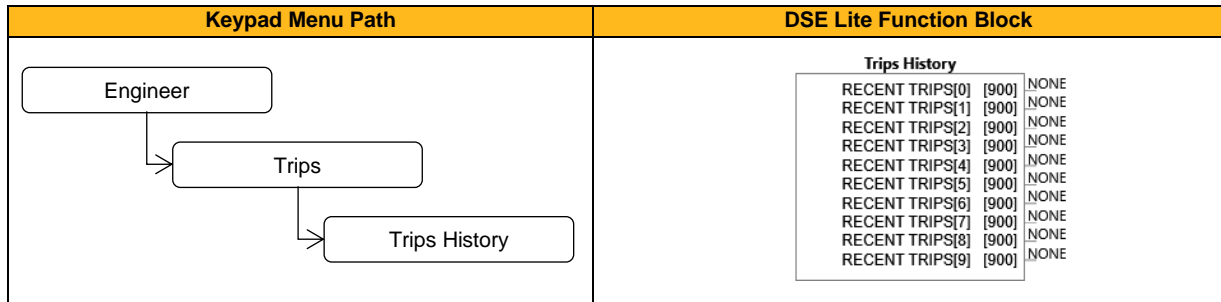 Keypad Menu Path
DSE Lite Function Block
Engineer
Trips
Trips History
Trips History
RECENT TRIPS[0] [900] NONE
RECENT TRIPS[1] [900] NONE
RECENT TRIPS[2] [900] NONE
RECENT TRIPS[3] [900] NONE
RECENT TRIPS[4] [900] NONE
RECENT TRIPS[5] [900] NONE
RECENT TRIPS[6] [900] NONE
RECENT TRIPS[7] [900] NONE
RECENT TRIPS[8] [900] NONE
RECENT TRIPS[9] [900] NONE